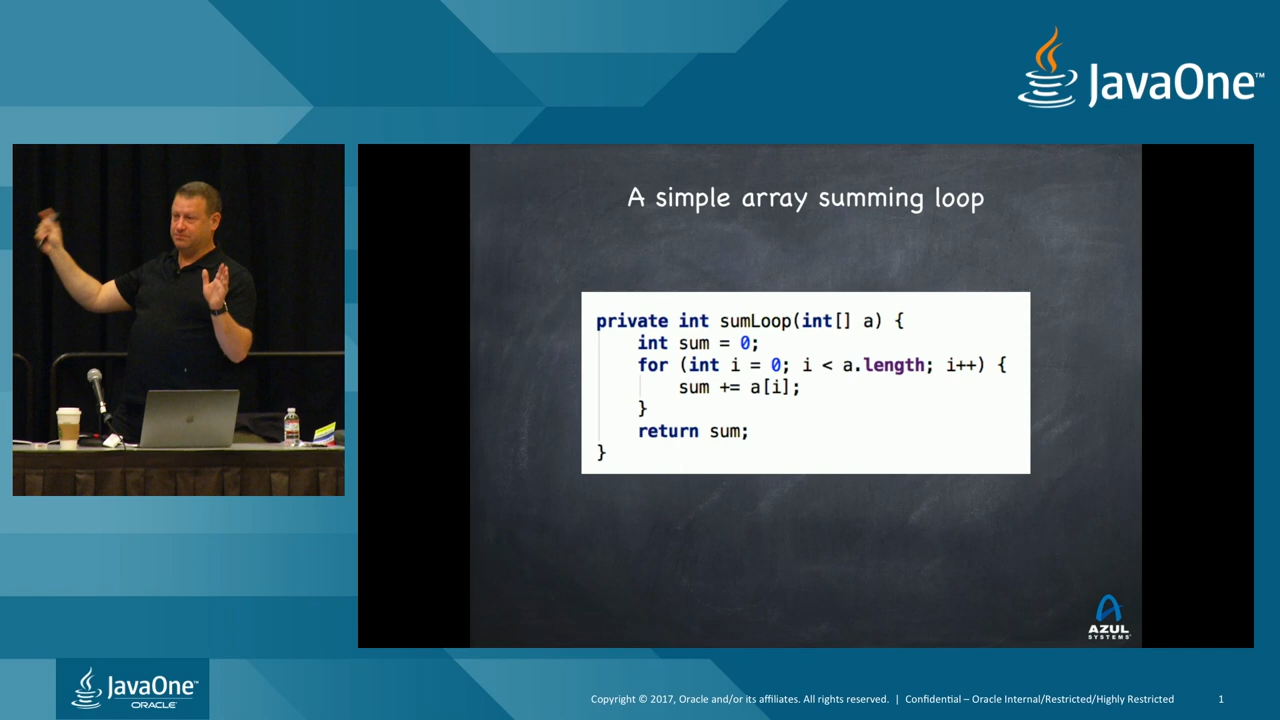 JavaOne™
A simple array summing loop
private int sumLoop(int[] a) {
    int sum = 0;
    for (int i = 0; i < a.length; i++) {
        sum += a[i];
    }
    return sum;
}
AZUL
SYSTEMS
JavaOne™
ORACLE
Copyright © 2017, Oracle and/or its affiliates. All rights reserved. | Confidential – Oracle Internal/Restricted/Highly Restricted 1